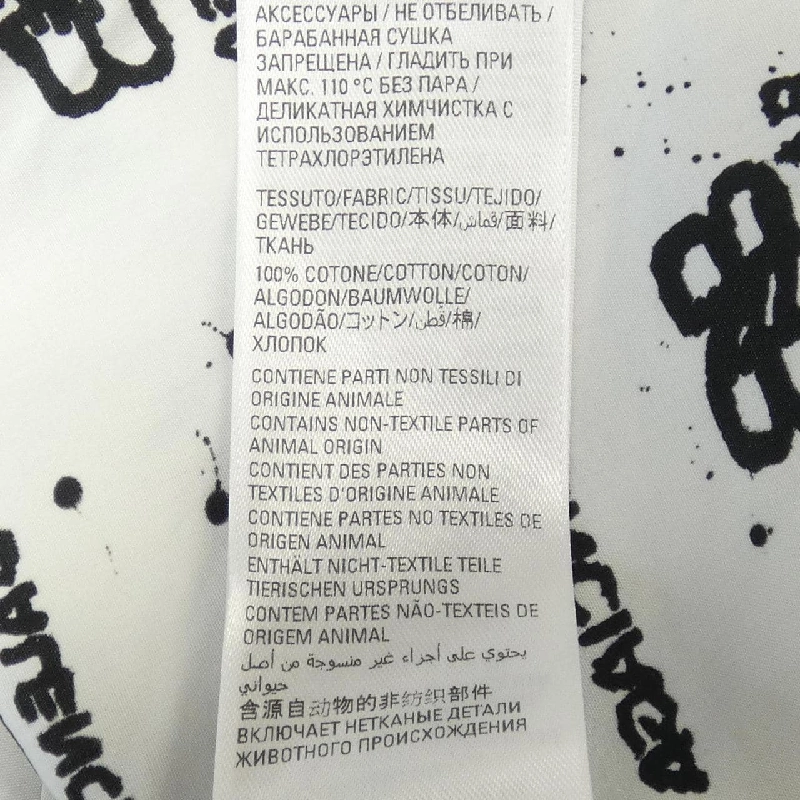 АКСЕССУАРЫ / НЕ ОТБЕЛИВАТЬ /
БАРАБАННАЯ СУШКА
ЗАПРЕЩЕНА / ГЛАДИТЬ ПРИ
МАКС. 110 °C БЕЗ ПАРА /
ДЕЛИКАТНАЯ ХИМЧИСТКА С
ИСПОЛЬЗОВАНИЕМ
ТЕТРАХЛОРЭТИЛЕНА
TESSUTO/FABRIC/TISSU/TEJIDO/
GEWEBE/TECIDO/本体/قماش/面料/
ТКАНЬ
100% COTONE/COTTON/COTON/
ALGODON/BAUMWOLLE/
ALGODÃO/コットン/قطن/棉/
ХЛОПОК
CONTIENE PARTI NON TESSILI DI
ORIGINE ANIMALE
CONTAINS NON-TEXTILE PARTS OF
ANIMAL ORIGIN
CONTIENT DES PARTIES NON
TEXTILES D'ORIGINE ANIMALE
CONTIENE PARTES NO TEXTILES DE
ORIGEN ANIMAL
ENTHÄLT NICHT-TEXTILE TEILE
TIERISCHEN URSPRUNGS
CONTEM PARTES NÃO-TEXTEIS DE
ORIGEM ANIMAL
يحتوي على أجزاء غير منسوجة من أصل
حيواني
含源自动物的非纺织部件
ВКЛЮЧАЕТ НЕТКАНЫЕ ДЕТАЛИ
ЖИВОТНОГО ПРОИСХОЖДЕНИЯ